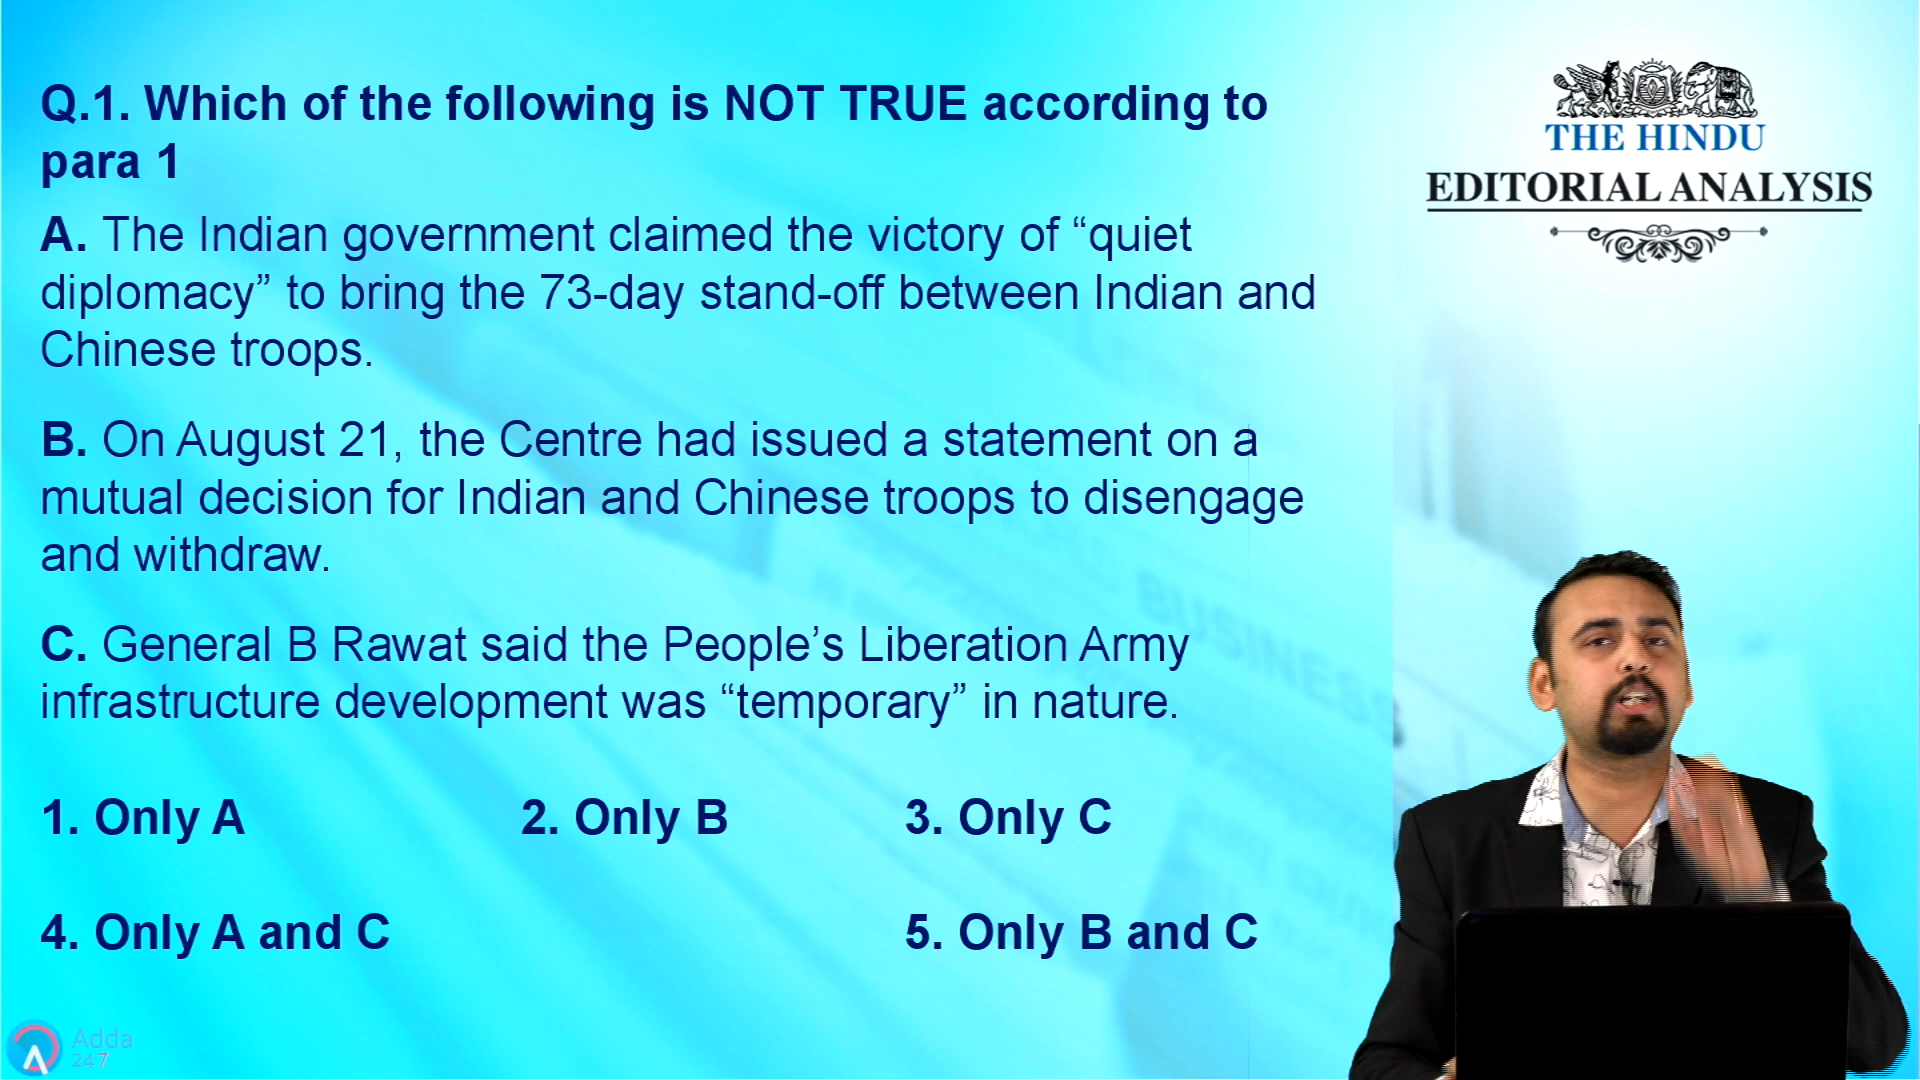 Q.1. Which of the following is NOT TRUE according to
para 1
A. The Indian government claimed the victory of “quiet
diplomacy” to bring the 73-day stand-off between Indian and
Chinese troops.
B. On August 21, the Centre had issued a statement on a
mutual decision for Indian and Chinese troops to disengage
and withdraw.
C. General B Rawat said the People’s Liberation Army
infrastructure development was “temporary” in nature.
1. Only A 2. Only B 3. Only C
4. Only A and C 5. Only B and C
THE HINDU
EDITORIAL ANALYSIS
BUSINESS
Adda
247